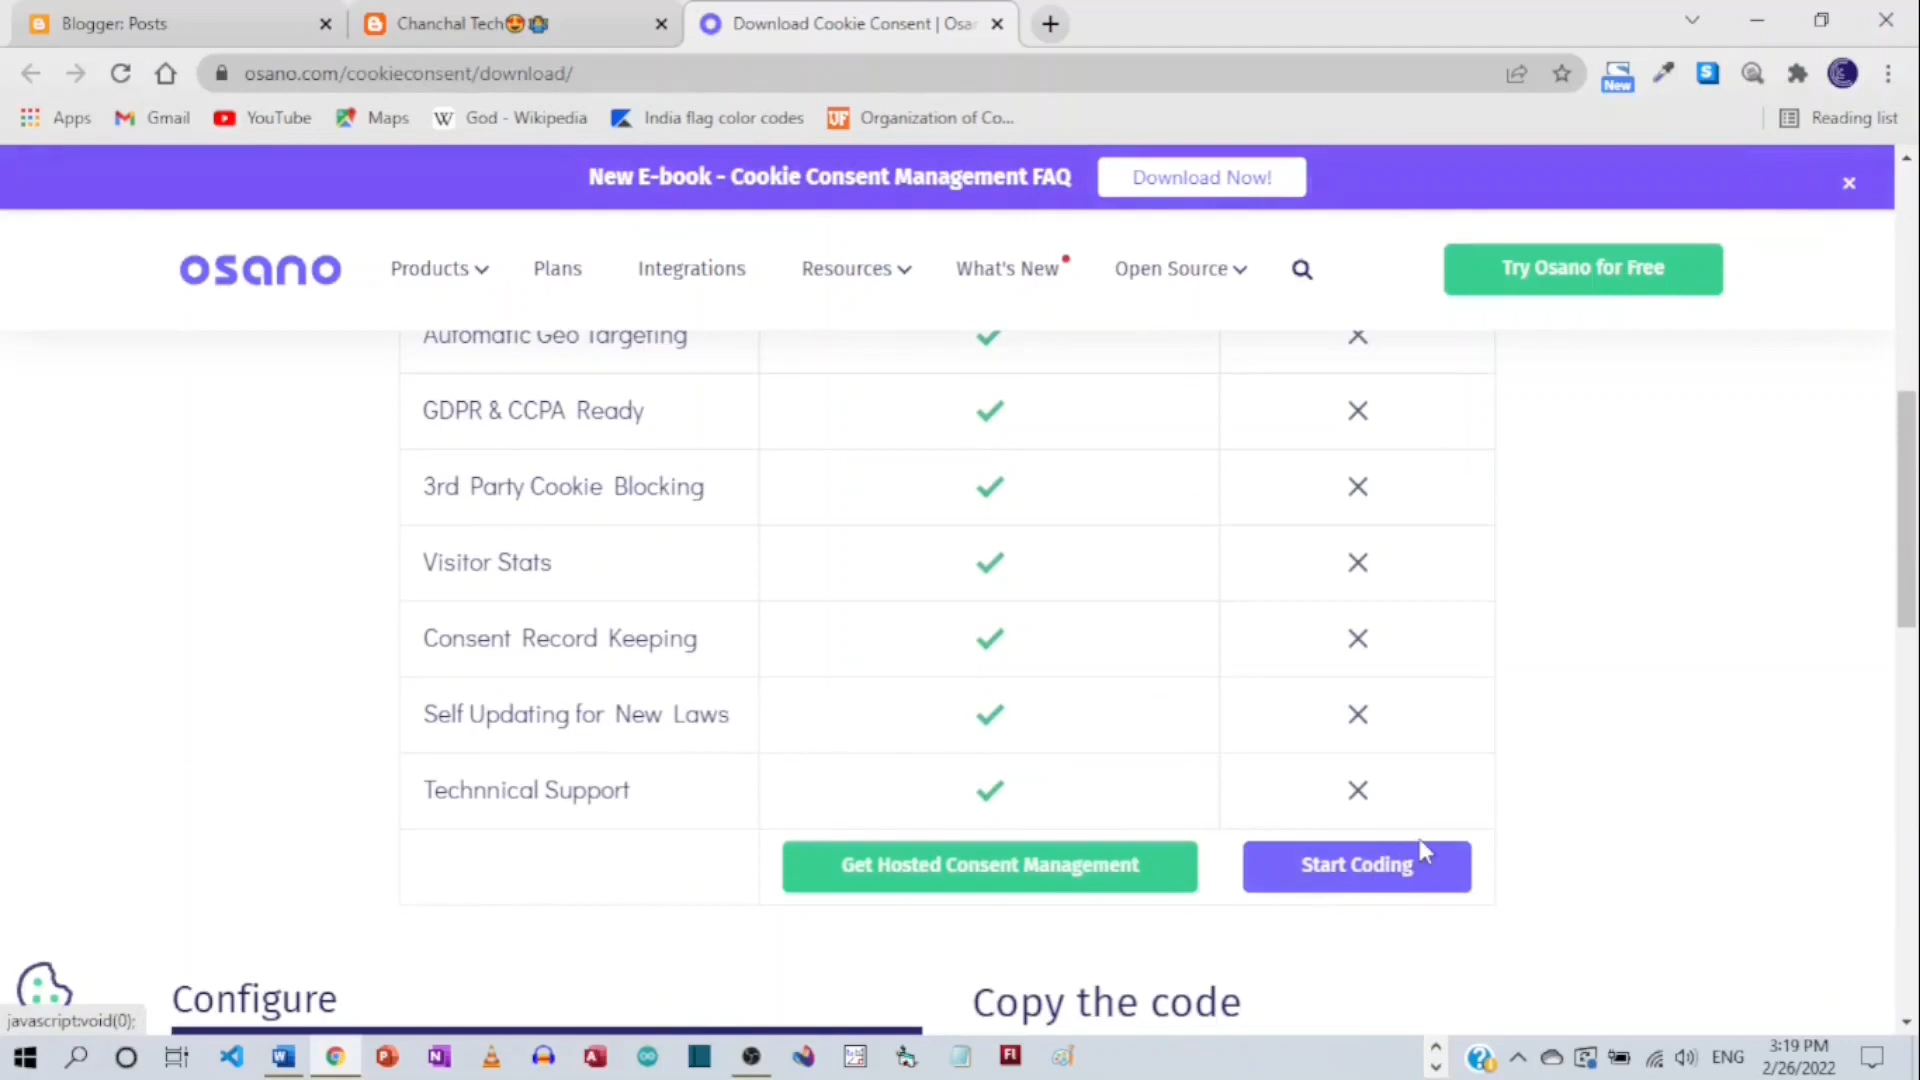 Blogger: Posts
Chanchal Tech
Download Cookie Consent | Osan
osano.com/cookieconsent/download/
New
S
Apps
Gmail
YouTube
Maps
W God - Wikipedia
India flag color codes
UF Organization of Co...
Reading list
New E-book - Cookie Consent Management FAQ
Download Now!
osano
Products
Plans
Integrations
Resources
What's New
Open Source
Try Osano for Free
Automatic Geo Targeting
GDPR & CCPA Ready
3rd Party Cookie Blocking
Visitor Stats
Consent Record Keeping
Self Updating for New Laws
Technnical Support
Get Hosted Consent Management
Start Coding
Configure
Copy the code
javascript:void(0);
ENG
3:19 PM
2/26/2022